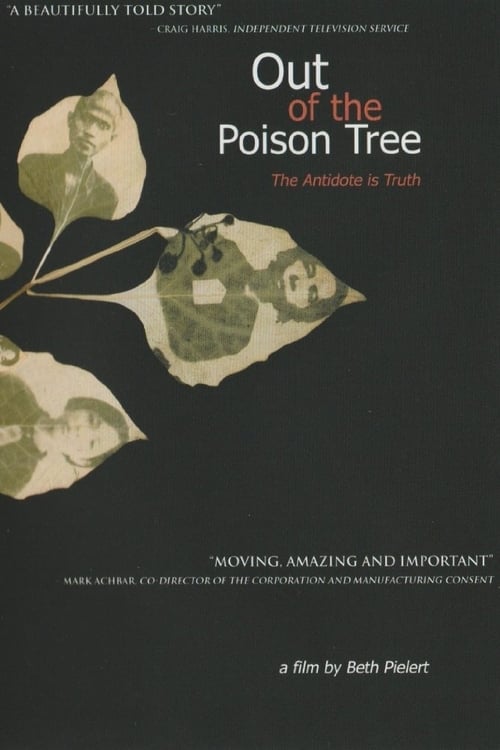 "A BEAUTIFULLY TOLD STORY"
- CRAIG HARRIS, INDEPENDENT TELEVISION SERVICE
Out
of the
Poison Tree
The Antidote is Truth
"MOVING, AMAZING AND IMPORTANT"
MARK ACHBAR, CO-DIRECTOR OF THE CORPORATION AND MANUFACTURING CONSENT
a film by Beth Pielert